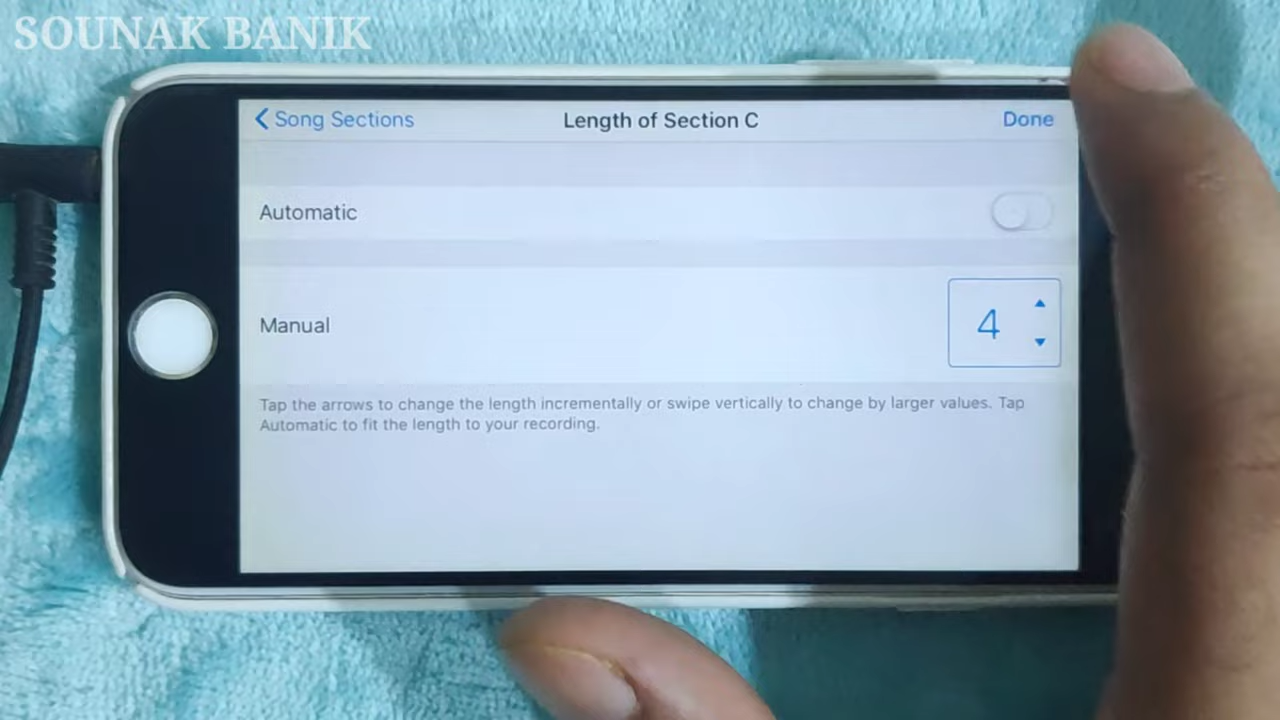 SOUNAK BANIK
Song Sections
Length of Section C
Done
Automatic
Manual
4
Tap the arrows to change the length incrementally or swipe vertically to change by larger values. Tap
Automatic to fit the length to your recording.